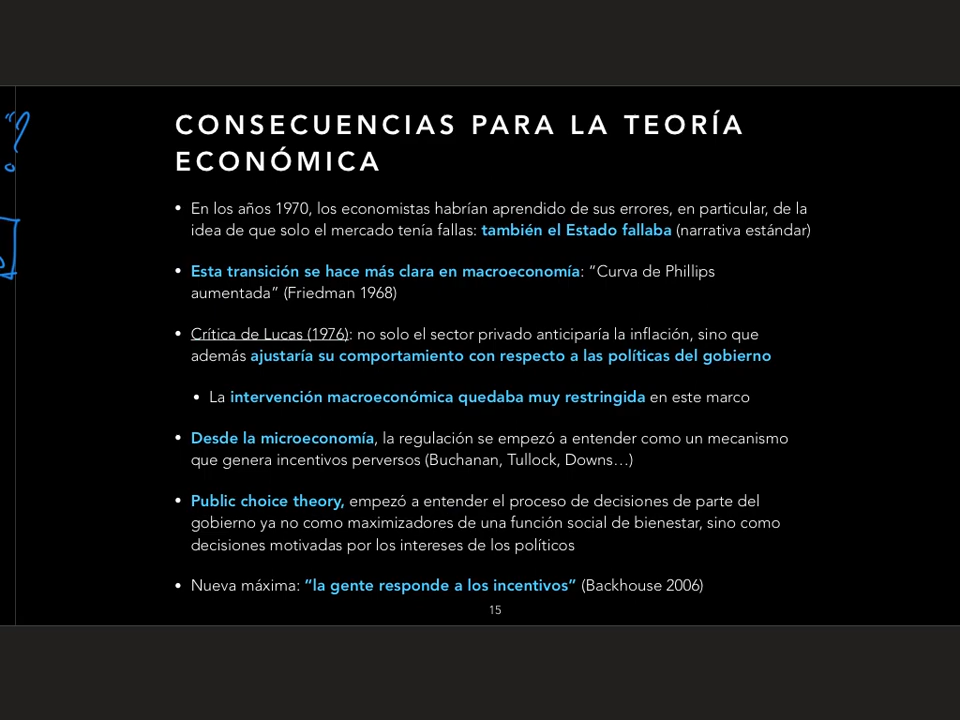 CONSECUENCIAS PARA LA TEORÍA
ECONÓMICA
• En los años 1970, los economistas habrían aprendido de sus errores, en particular, de la
idea de que solo el mercado tenía fallas: también el Estado fallaba (narrativa estándar)
• Esta transición se hace más clara en macroeconomía: “Curva de Phillips
aumentada” (Friedman 1968)
• Crítica de Lucas (1976): no solo el sector privado anticiparía la inflación, sino que
además ajustaría su comportamiento con respecto a las políticas del gobierno
• La intervención macroeconómica quedaba muy restringida en este marco
• Desde la microeconomía, la regulación se empezó a entender como un mecanismo
que genera incentivos perversos (Buchanan, Tullock, Downs…)
• Public choice theory, empezó a entender el proceso de decisiones de parte del
gobierno ya no como maximizadores de una función social de bienestar, sino como
decisiones motivadas por los intereses de los políticos
• Nueva máxima: “la gente responde a los incentivos” (Backhouse 2006)
15